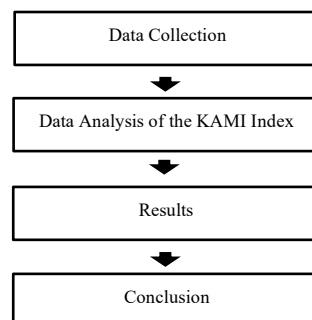 Data Collection
Data Analysis of the KAMI Index
Results
Conclusion